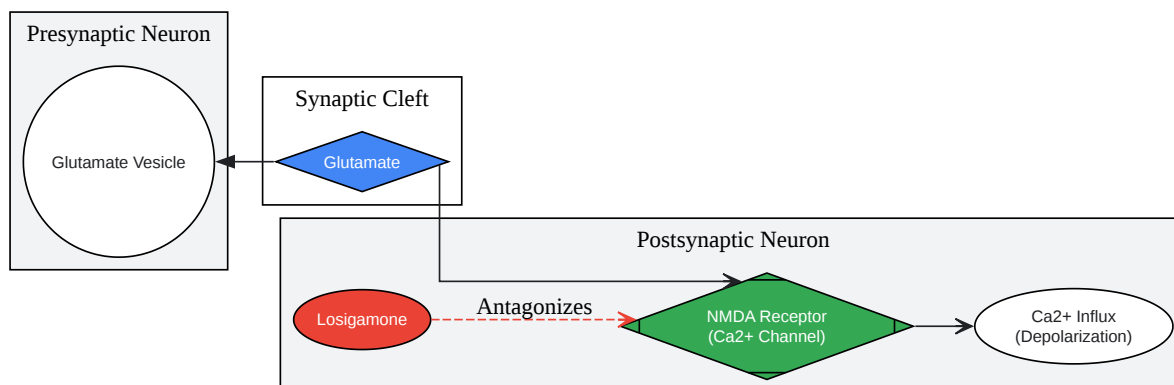 Presynaptic Neuron
Glutamate Vesicle
Synaptic Cleft
Glutamate
Postsynaptic Neuron
Losigamone
Antagonizes
NMDA Receptor
(Ca2+ Channel)
Ca2+ Influx
(Depolarization)